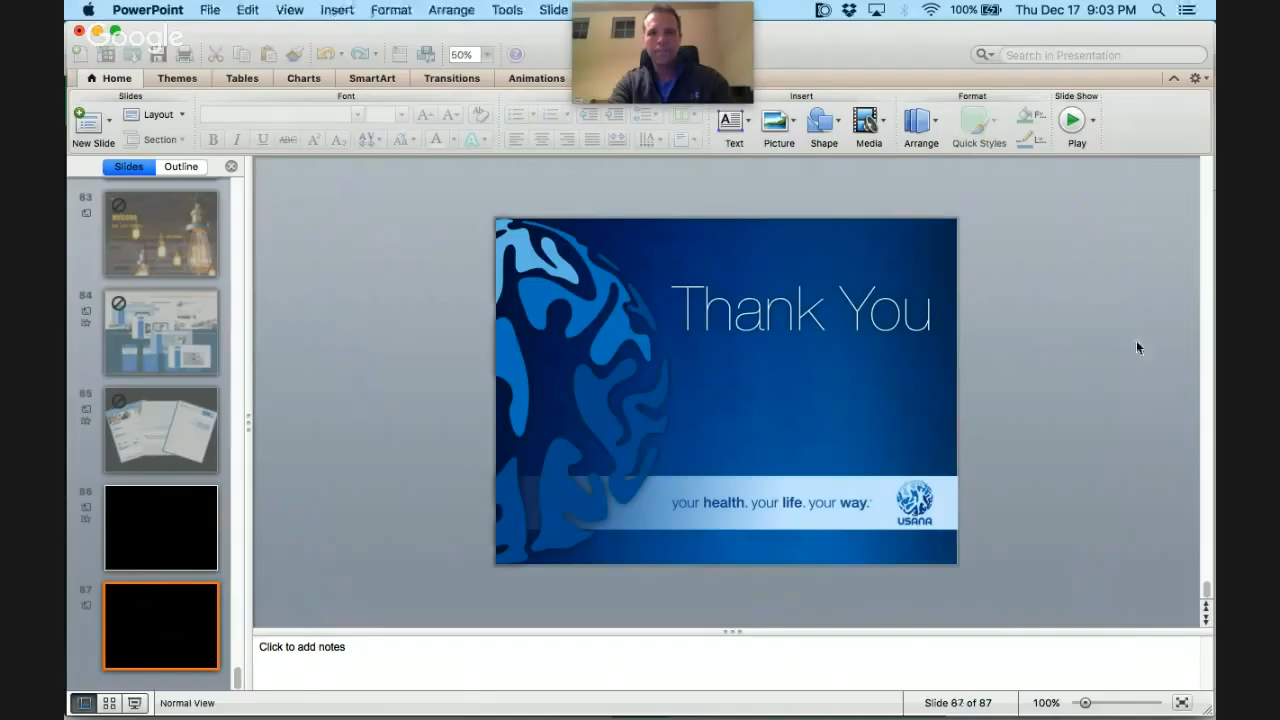 PowerPoint File Edit View Insert Format Arrange Tools Slide 100% Thu Dec 17 9:03 PM
Google
50% Search in Presentation
Home Themes Tables Charts SmartArt Transitions Animations
Slides Font Insert Format Slide Show
Layout
Section
New Slide
B I U ABC
Text Picture Shape Media Arrange Quick Styles Play
Slides Outline
83
WELCOME
84
85
86
87
Thank You
your health. your life. your way.
USANA
Click to add notes
Normal View Slide 87 of 87 100%